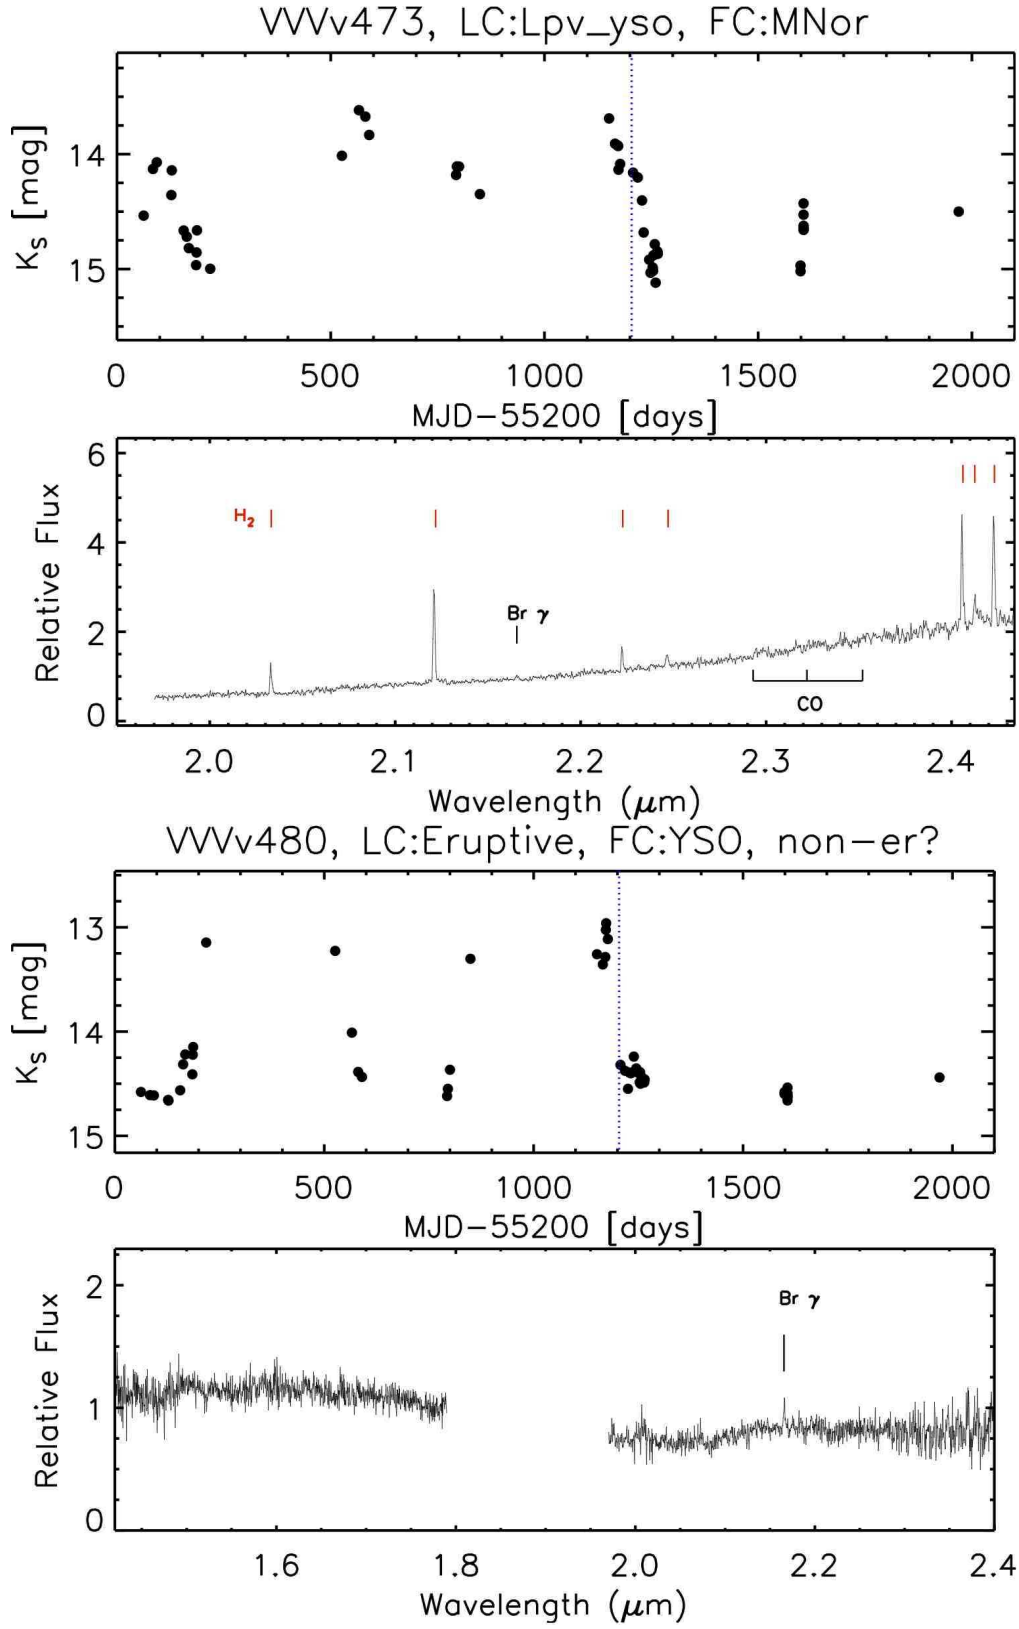 VVVv473, LC:Lpv_yso, FC:MNor
14
15
Ks [mag]
0 500 1000 1500 2000
MJD-55200 [days]
6
4
2
0
Relative Flux
H2
Br γ
CO
2.0 2.1 2.2 2.3 2.4
Wavelength (μm)
VVVv480, LC:Eruptive, FC:YSO, non-er?
13
14
15
Ks [mag]
0 500 1000 1500 2000
MJD-55200 [days]
2
1
0
Relative Flux
Br γ
1.6 1.8 2.0 2.2 2.4
Wavelength (μm)